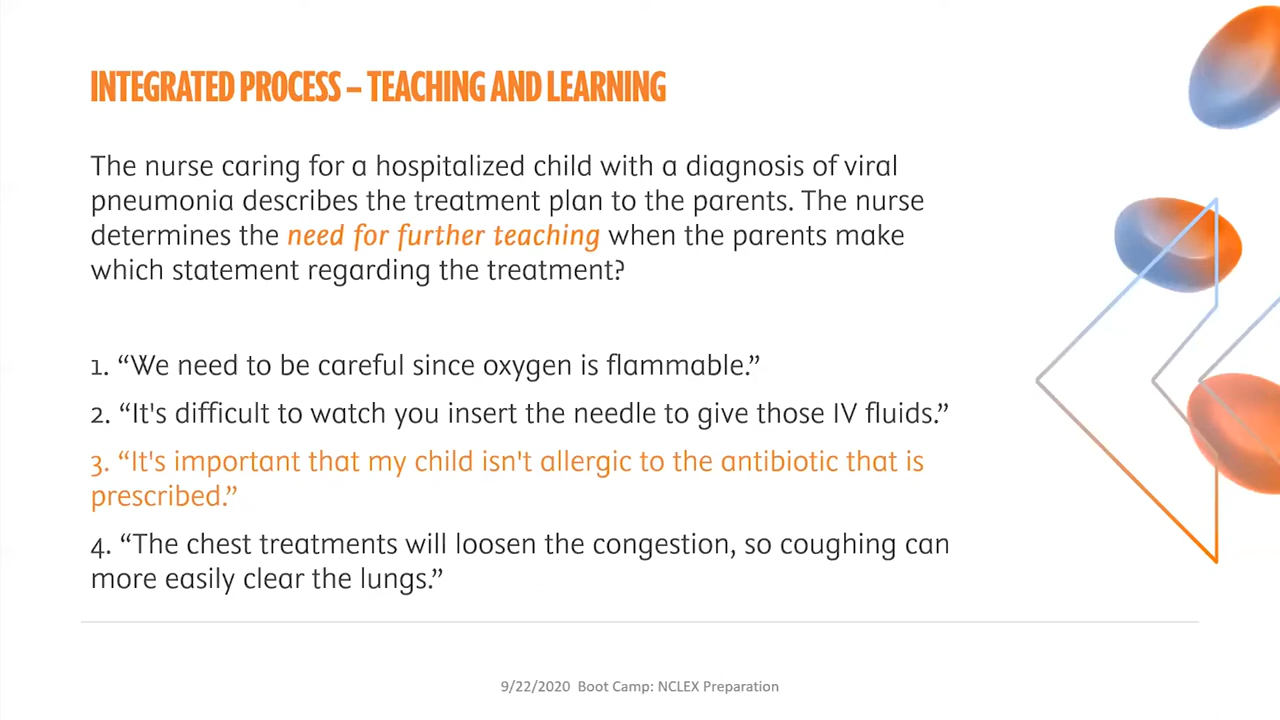 INTEGRATED PROCESS – TEACHING AND LEARNING
The nurse caring for a hospitalized child with a diagnosis of viral
pneumonia describes the treatment plan to the parents. The nurse
determines the need for further teaching when the parents make
which statement regarding the treatment?
1. “We need to be careful since oxygen is flammable.”
2. “It's difficult to watch you insert the needle to give those IV fluids.”
3. “It's important that my child isn't allergic to the antibiotic that is
prescribed.”
4. “The chest treatments will loosen the congestion, so coughing can
more easily clear the lungs.”
9/22/2020 Boot Camp: NCLEX Preparation